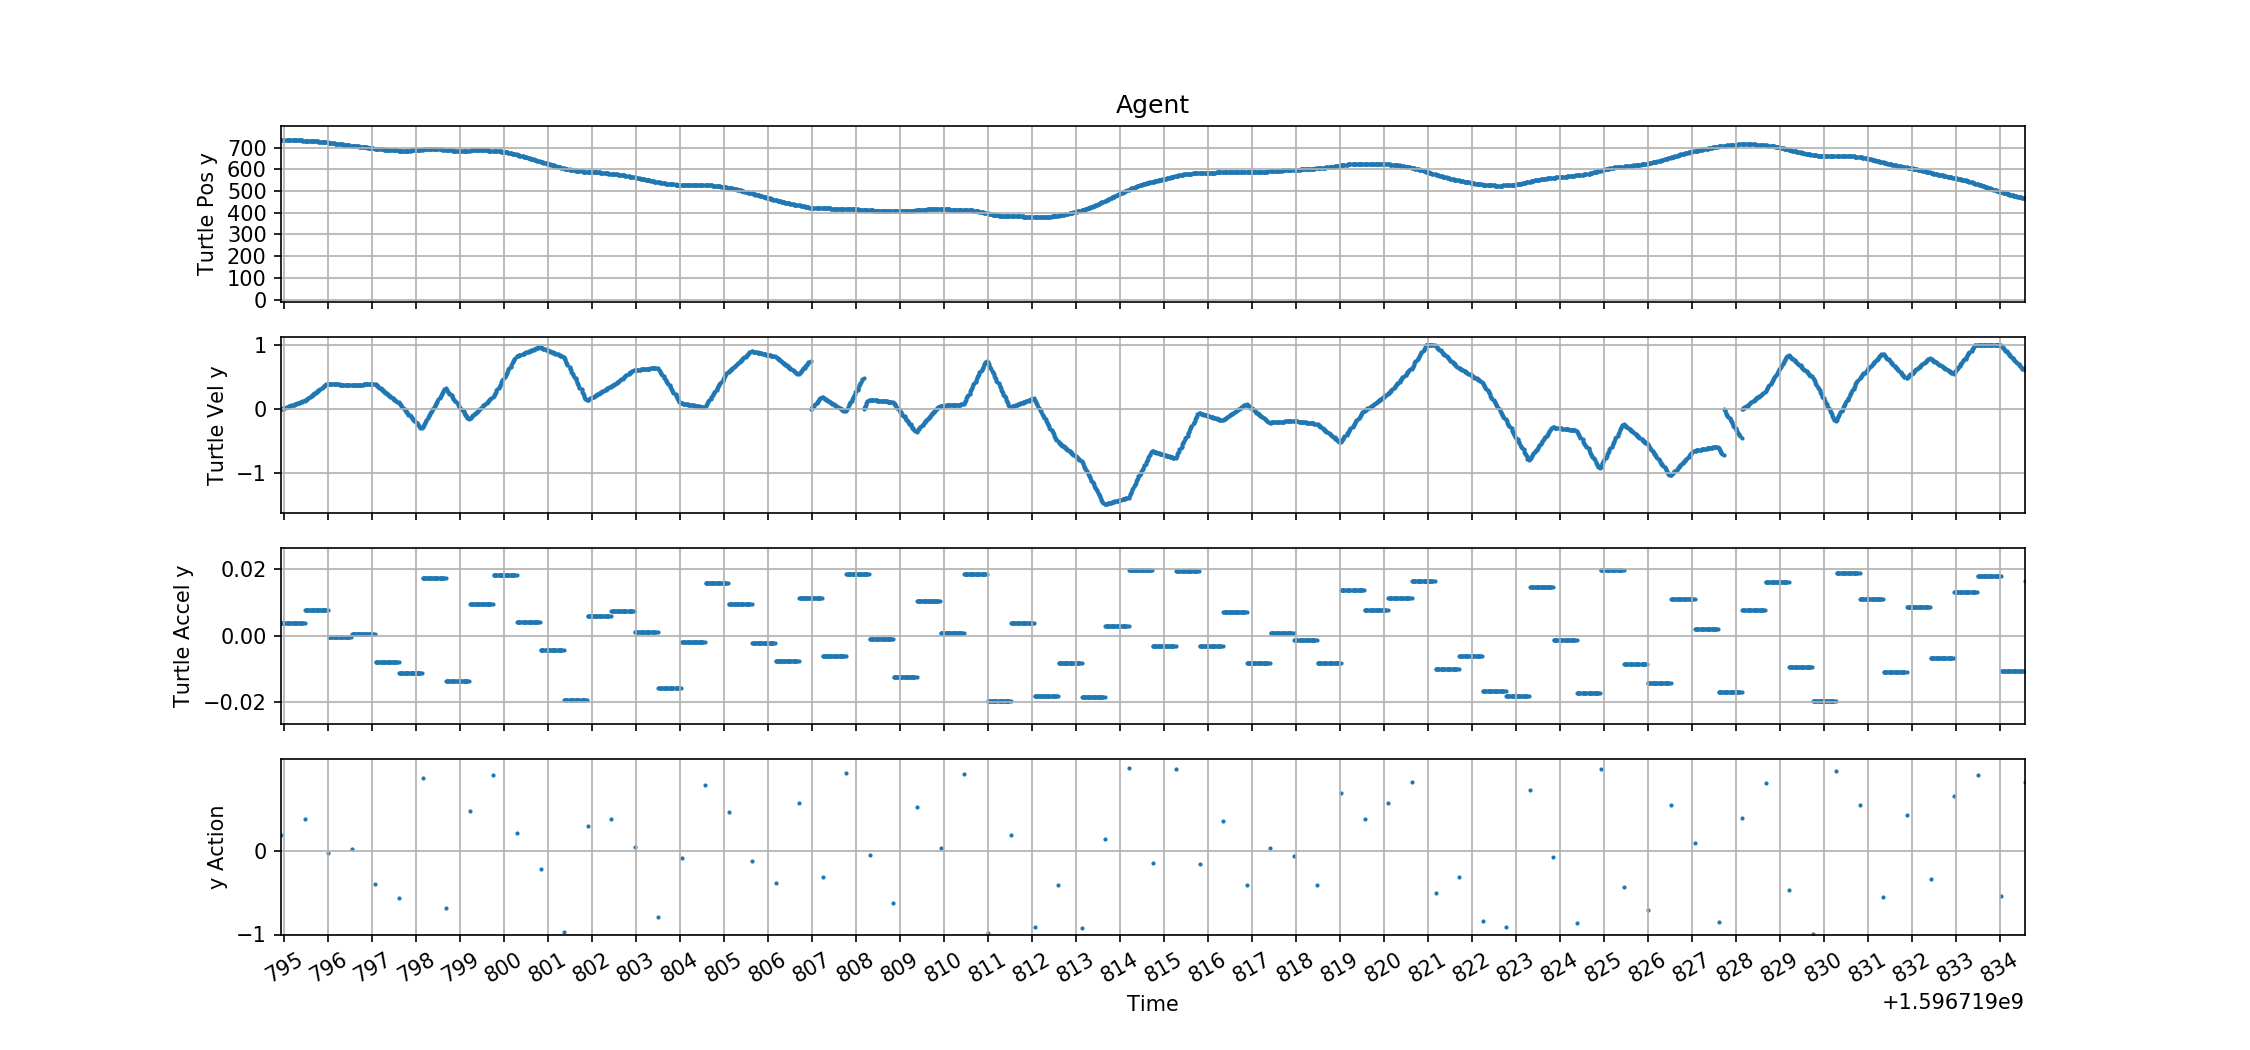 Agent
Turtle Pos y
700
600
500
400
300
200
100
0
Turtle Vel y
1
0
−1
Turtle Accel y
0.02
0.00
−0.02
y Action
0
−1
795 796 797 798 799 800 801 802 803 804 805 806 807 808 809 810 811 812 813 814 815 816 817 818 819 820 821 822 823 824 825 826 827 828 829 830 831 832 833 834
Time
+1.596719e9